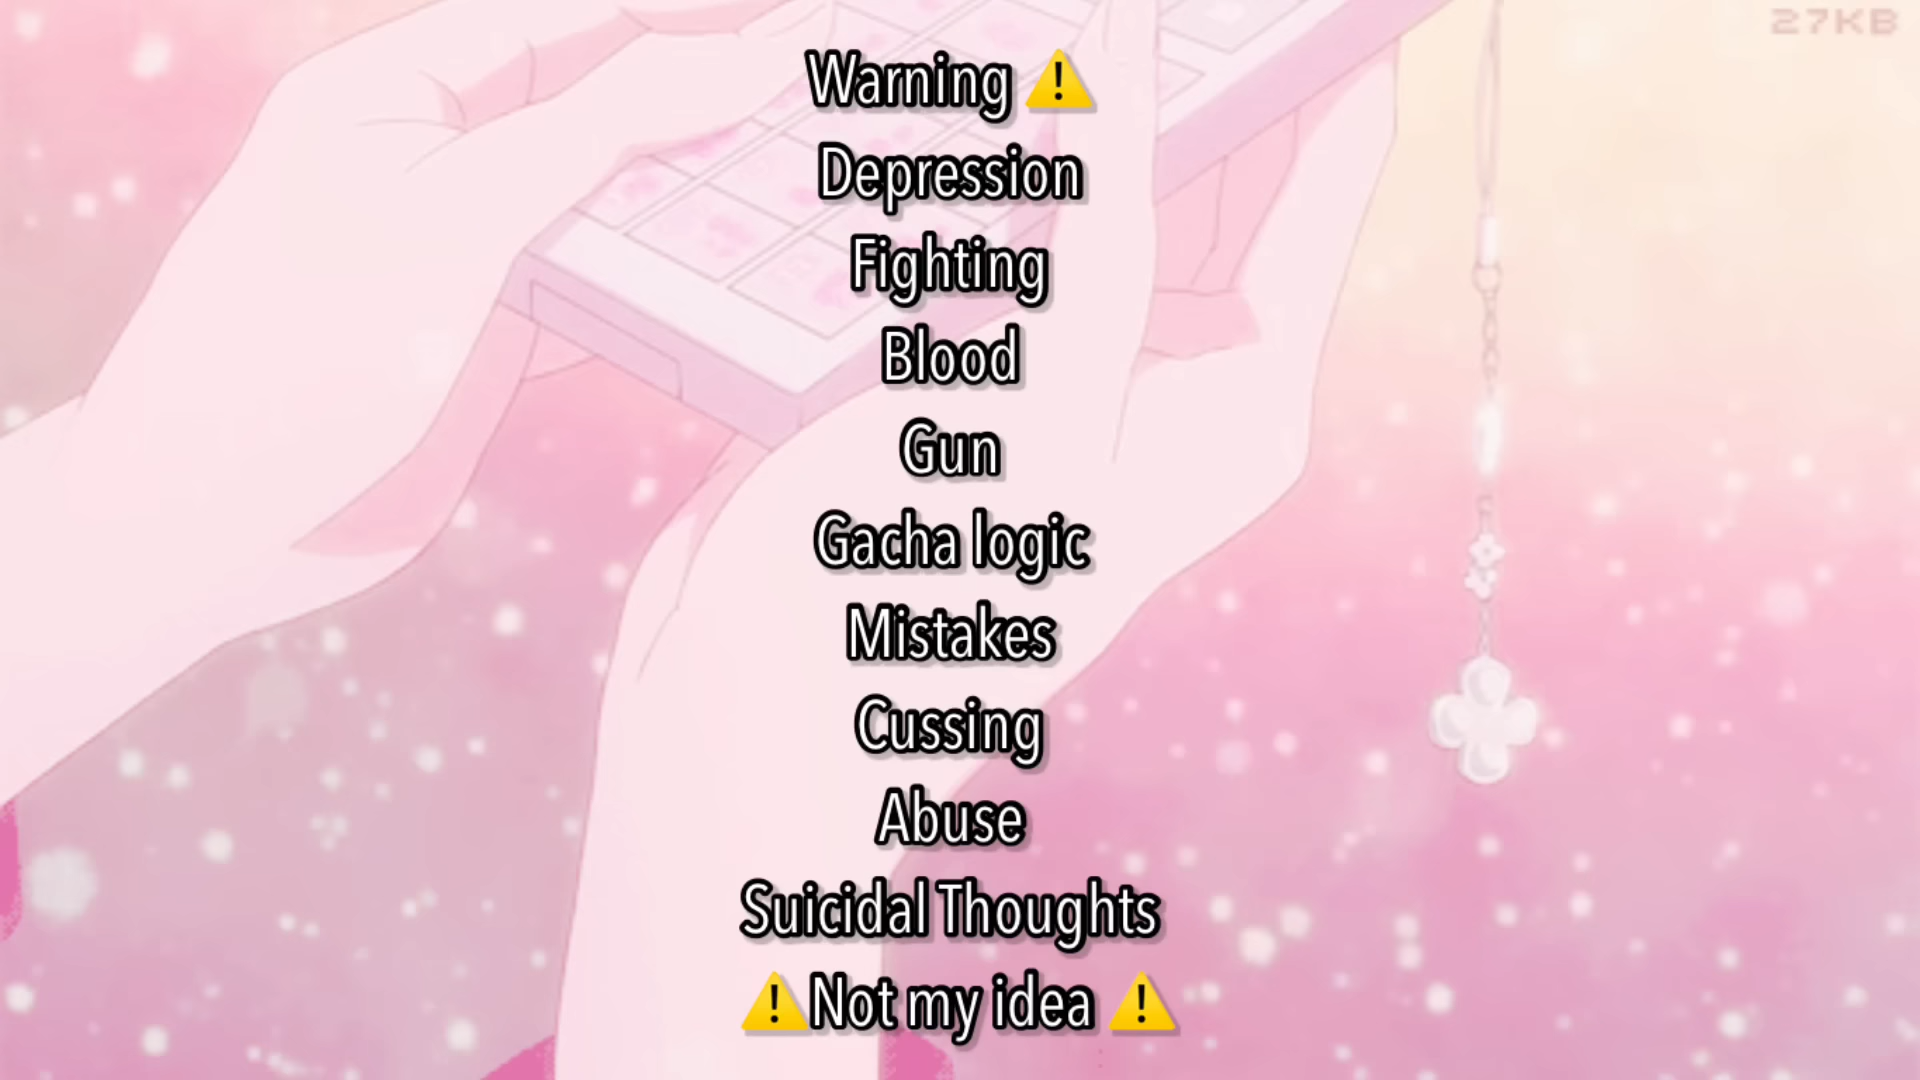 27KB
Warning ⚠️
Depression
Fighting
Blood
Gun
Gacha logic
Mistakes
Cussing
Abuse
Suicidal Thoughts
⚠️Not my idea ⚠️